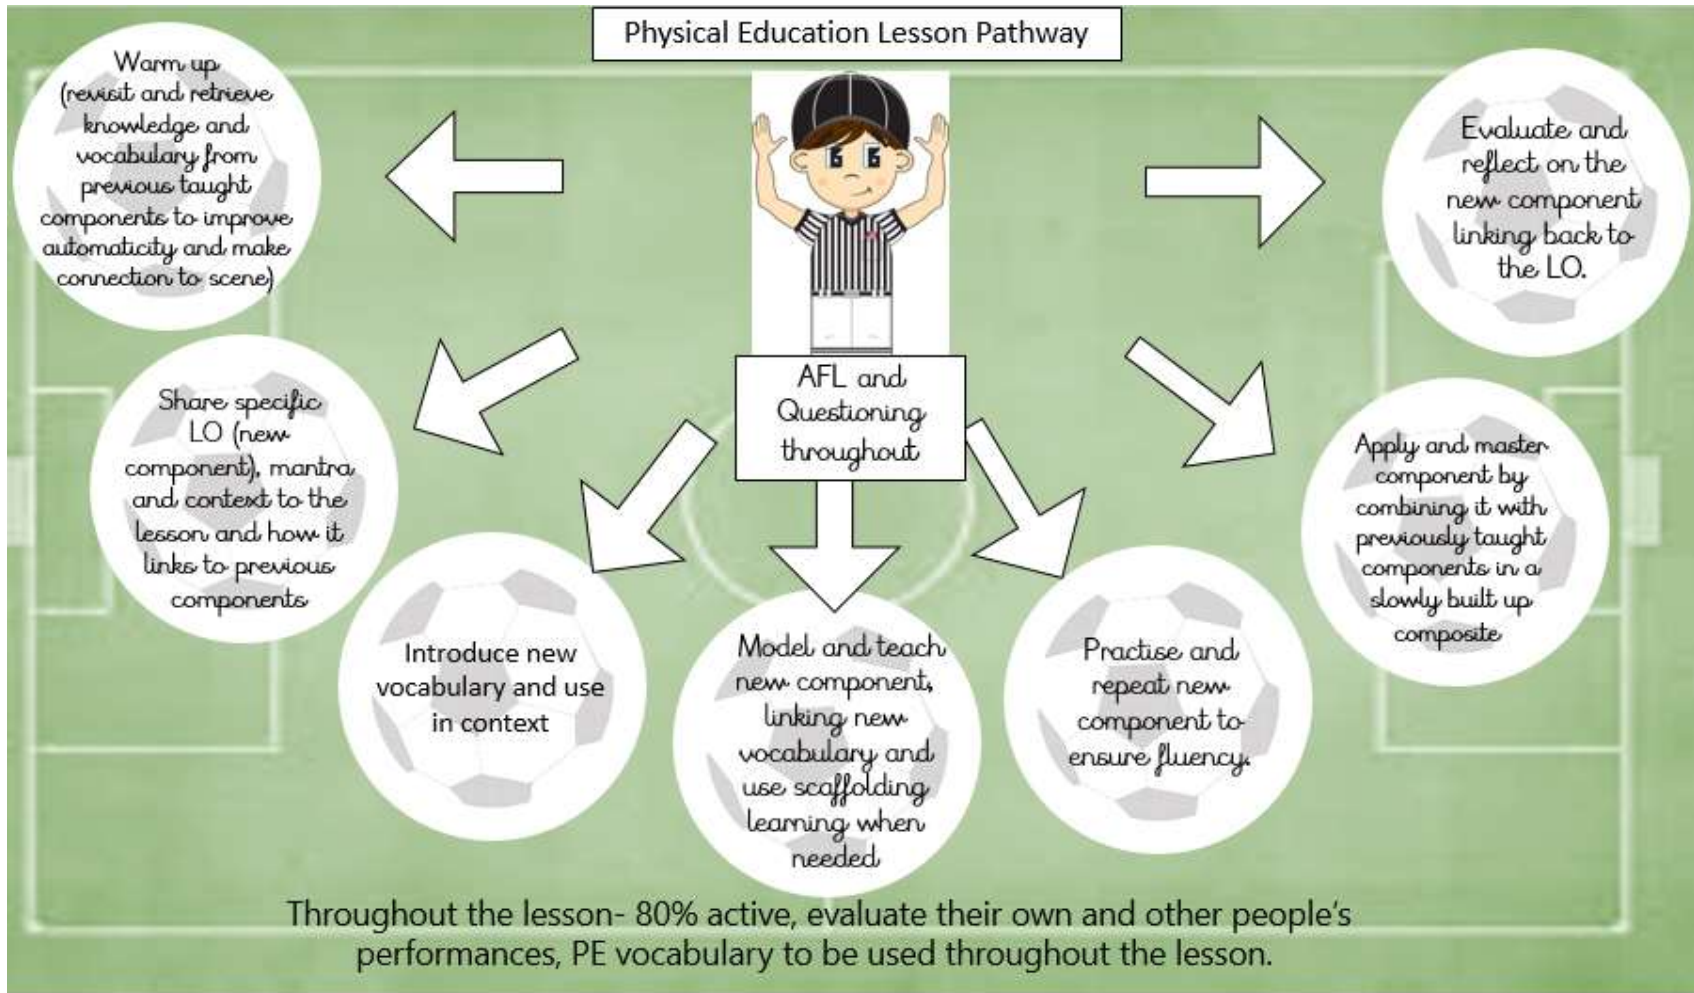 Physical Education Lesson Pathway
Warm up
(revisit and retrieve
knowledge and
vocabulary from
previous taught
components to improve
automaticity and make
connection to scene)
Share specific
LO (new
component), mantra
and context to the
lesson and how it
links to previous
components
Introduce new
vocabulary and use
in context
AFL and
Questioning
throughout
Model and teach
new component,
linking new
vocabulary and
use scaffolding
learning when
needed
Practise and
repeat new
component to
ensure fluency.
Apply and master
component by
combining it with
previously taught
components in a
slowly built up
composite
Evaluate and
reflect on the
new component
linking back to
the LO.
Throughout the lesson- 80% active, evaluate their own and other people's
performances, PE vocabulary to be used throughout the lesson.